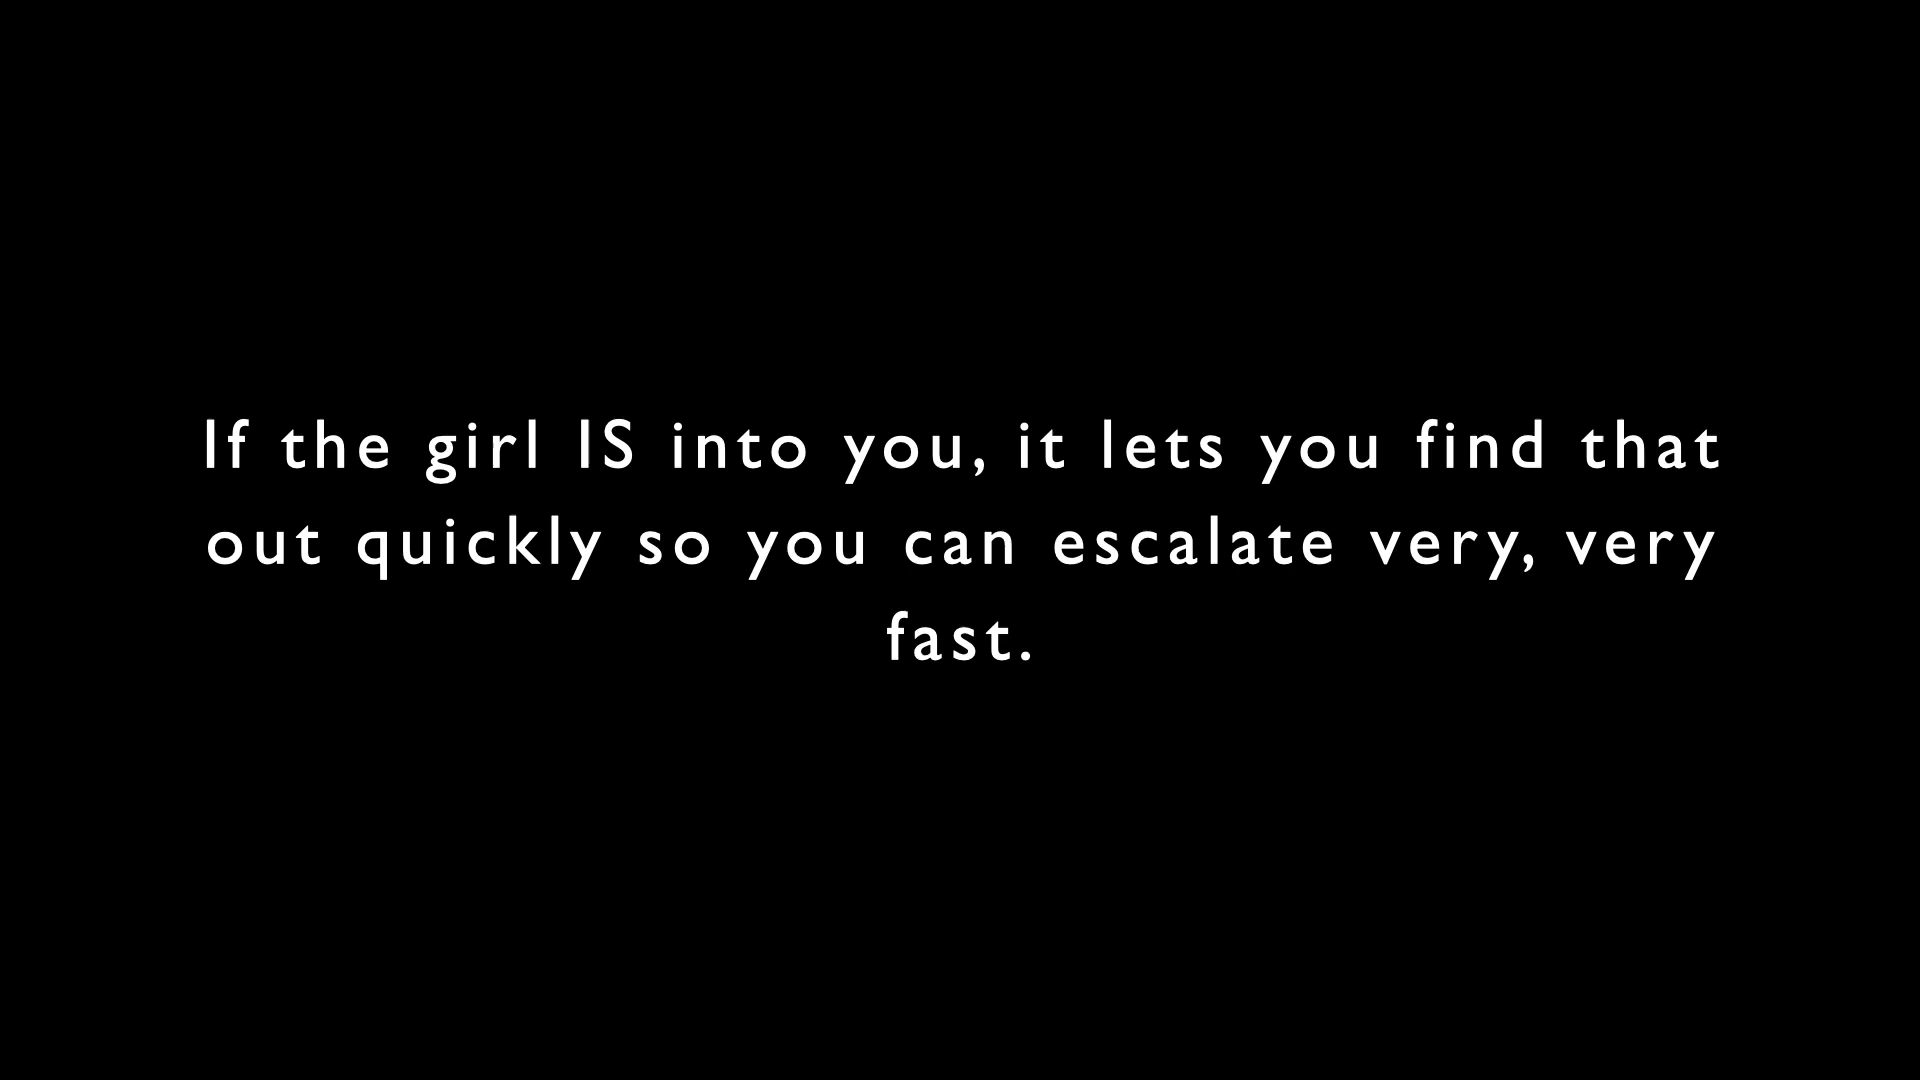 If the girl IS into you, it lets you find that
out quickly so you can escalate very, very
fast.